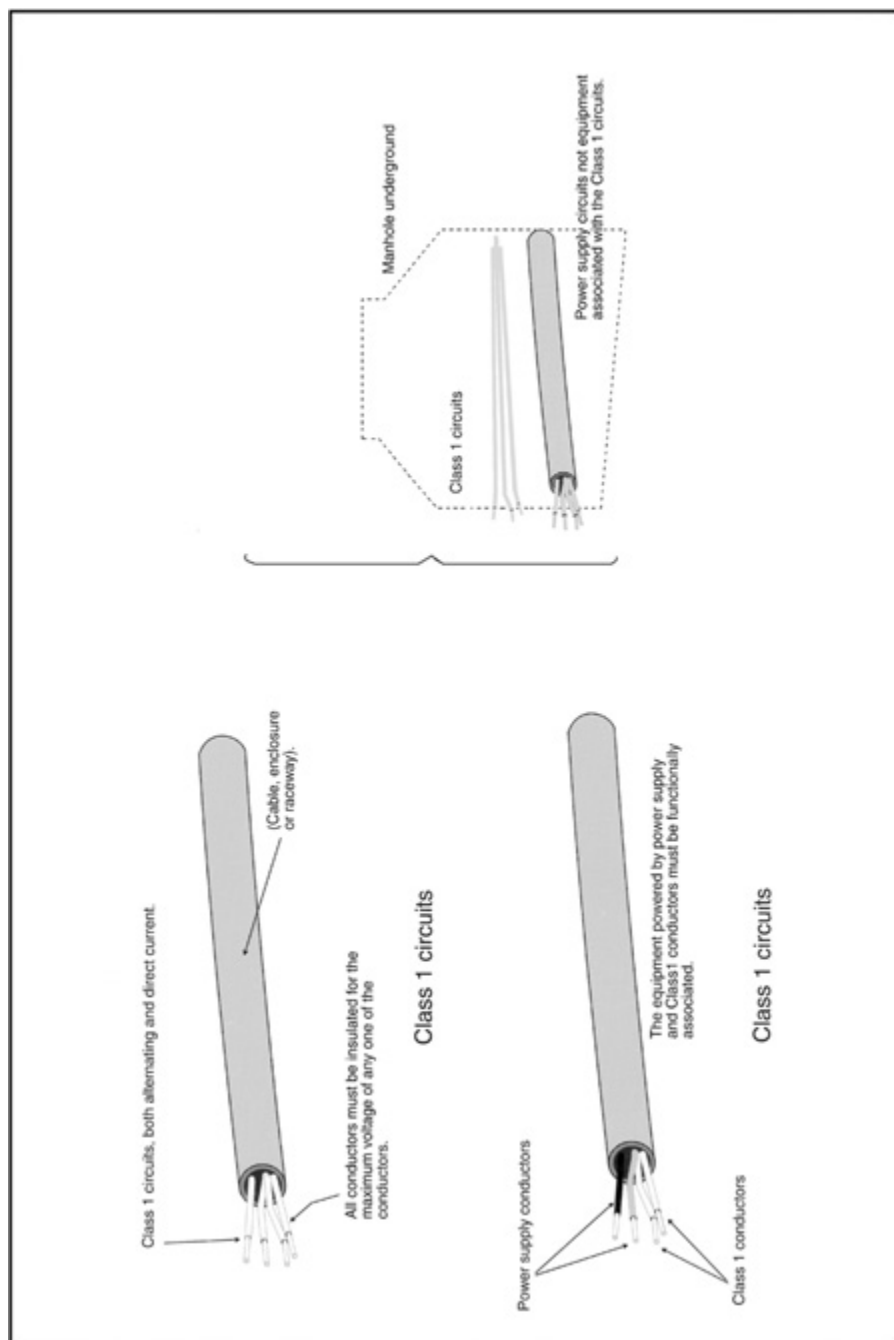 Class 1 circuits, both alternating and direct current.
(Cable, enclosure
or raceway).
All conductors must be insulated for the
maximum voltage of any one of the
conductors.
Class 1 circuits
Power supply conductors
The equipment powered by power supply
and Class1 conductors must be functionally
associated.
Class 1 conductors
Class 1 circuits
Manhole underground
Class 1 circuits
Power supply circuits not equipment
associated with the Class 1 circuits.